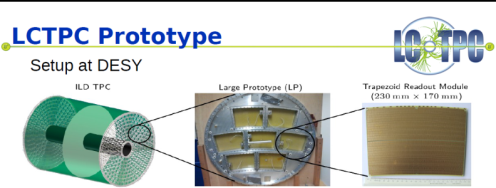 LCTPC Prototype
LC TPC
Setup at DESY
ILD TPC
Large Prototype (LP)
Trapezoid Readout Module
(230 mm × 170 mm)